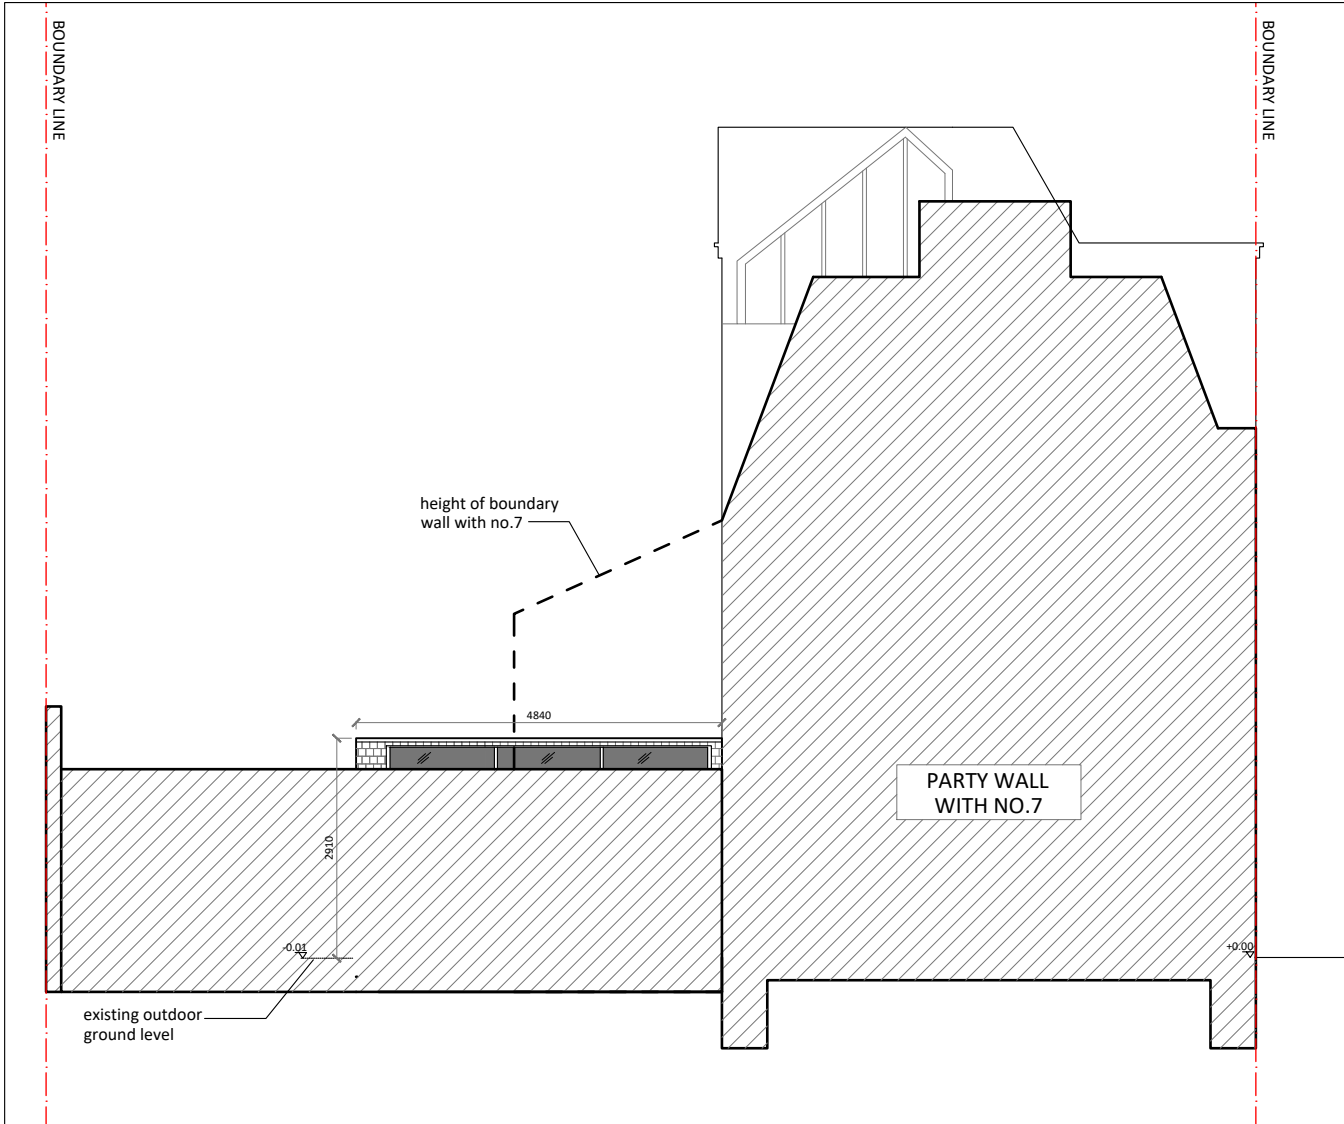 BOUNDARY LINE
BOUNDARY LINE
height of boundary
wall with no.7
4840
2910
PARTY WALL
WITH NO.7
-0.01
+0.00
existing outdoor
ground level